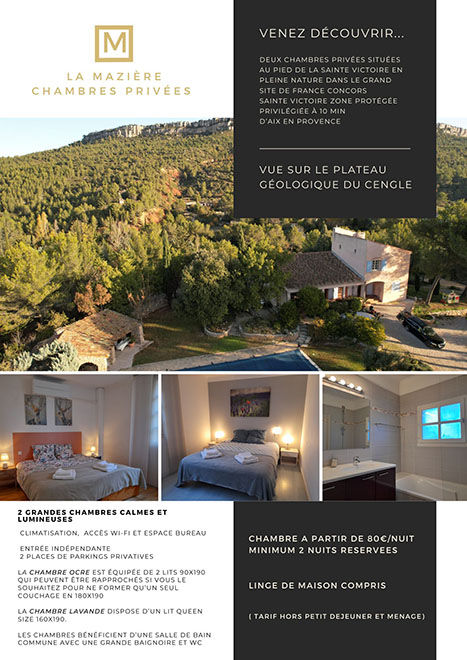 M
LA MAZIÈRE
CHAMBRES PRIVÉES
VENEZ DÉCOUVRIR...
DEUX CHAMBRES PRIVÉES SITUÉES
AU PIED DE LA SAINTE VICTOIRE EN
PLEINE NATURE DANS LE GRAND
SITE DE FRANCE CONCORS
SAINTE VICTOIRE ZONE PROTÉGÉE
PRIVILÉGIÉE À 10 MIN
D'AIX EN PROVENCE
VUE SUR LE PLATEAU
GÉOLOGIQUE DU CENGLE
2 GRANDES CHAMBRES CALMES ET
LUMINEUSES
CLIMATISATION, ACCÈS WI-FI ET ESPACE BUREAU
ENTRÉE INDÉPENDANTE
2 PLACES DE PARKINGS PRIVATIVES
LA CHAMBRE OCRE EST ÉQUIPÉE DE 2 LITS 90X190
QUI PEUVENT ÊTRE RAPPROCHÉS SI VOUS LE
SOUHAITEZ POUR NE FORMER QU'UN SEUL
COUCHAGE EN 180X190
LA CHAMBRE LAVANDE DISPOSE D'UN LIT QUEEN
SIZE 160X190.
LES CHAMBRES BÉNÉFICIENT D'UNE SALLE DE BAIN
COMMUNE AVEC UNE GRANDE BAIGNOIRE ET WC
CHAMBRE A PARTIR DE 80€/NUIT
MINIMUM 2 NUITS RESERVEES
LINGE DE MAISON COMPRIS
( TARIF HORS PETIT DEJEUNER ET MENAGE)